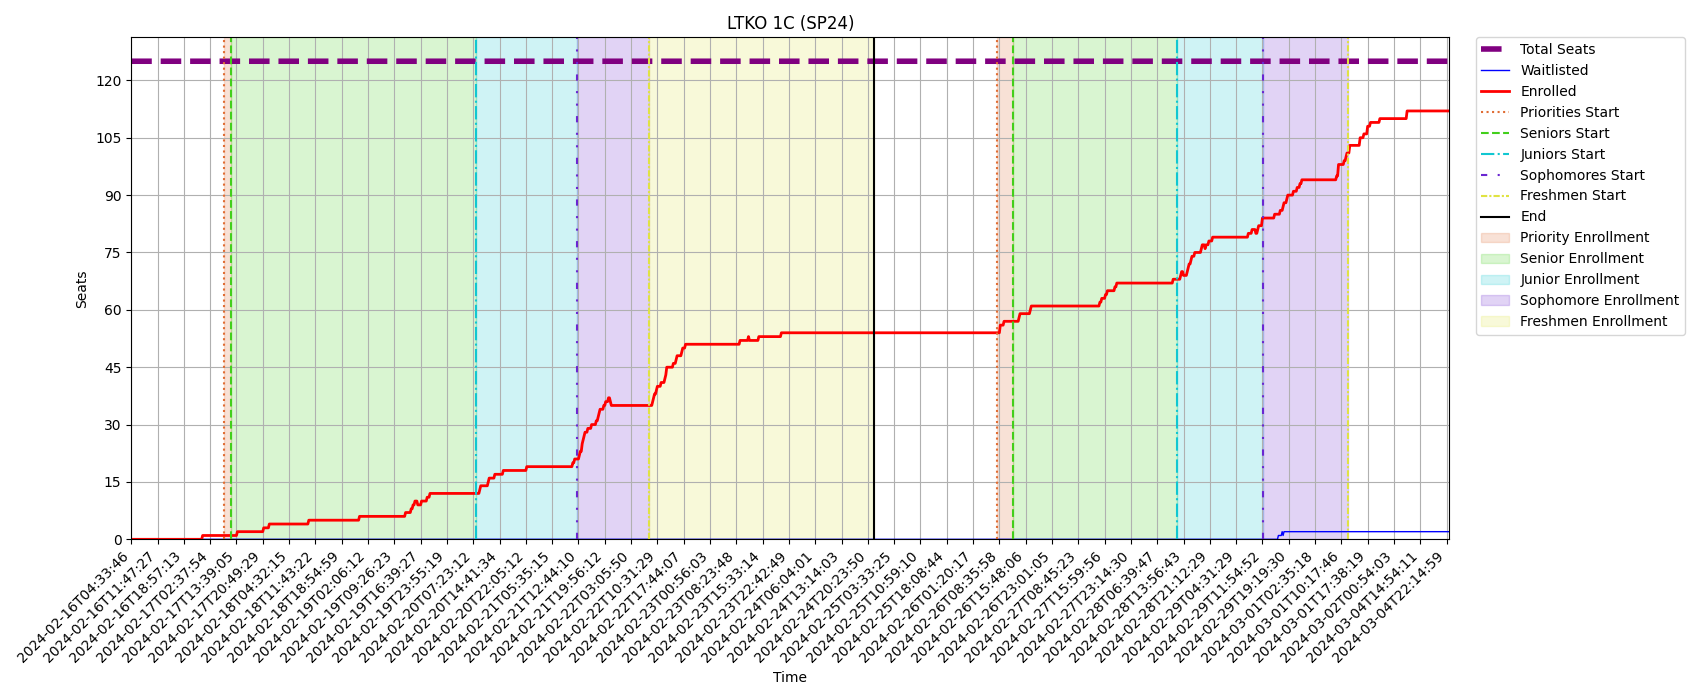 LTKO 1C (SP24)
Total Seats
Waitlisted
Enrolled
Priorities Start
Seniors Start
Juniors Start
Sophomores Start
Freshmen Start
End
Priority Enrollment
Senior Enrollment
Junior Enrollment
Sophomore Enrollment
Freshmen Enrollment
Seats
120
105
90
75
60
45
30
15
0
2024-02-16T04:33:46
2024-02-16T11:47:27
2024-02-16T18:57:13
2024-02-17T02:37:54
2024-02-17T13:39:05
2024-02-17T20:49:29
2024-02-18T04:32:15
2024-02-18T11:43:22
2024-02-18T18:54:59
2024-02-19T02:06:12
2024-02-19T09:26:23
2024-02-19T16:39:27
2024-02-19T23:55:19
2024-02-20T07:23:12
2024-02-20T14:41:34
2024-02-20T22:05:12
2024-02-21T05:35:15
2024-02-21T12:44:10
2024-02-21T19:56:12
2024-02-22T03:05:50
2024-02-22T10:31:29
2024-02-22T17:44:07
2024-02-23T00:56:03
2024-02-23T08:23:48
2024-02-23T15:33:14
2024-02-23T22:42:49
2024-02-24T06:04:01
2024-02-24T13:14:03
2024-02-24T20:23:50
2024-02-25T03:33:25
2024-02-25T10:59:10
2024-02-25T18:08:44
2024-02-26T01:20:17
2024-02-26T08:35:58
2024-02-26T15:48:06
2024-02-26T23:01:05
2024-02-27T08:45:23
2024-02-27T15:59:56
2024-02-27T23:14:30
2024-02-28T06:39:47
2024-02-28T13:56:43
2024-02-28T21:12:29
2024-02-29T04:31:29
2024-02-29T11:54:52
2024-02-29T19:19:30
2024-03-01T02:35:18
2024-03-01T10:17:46
2024-03-01T17:38:19
2024-03-02T00:54:03
2024-03-04T14:54:11
2024-03-04T22:14:59
Time